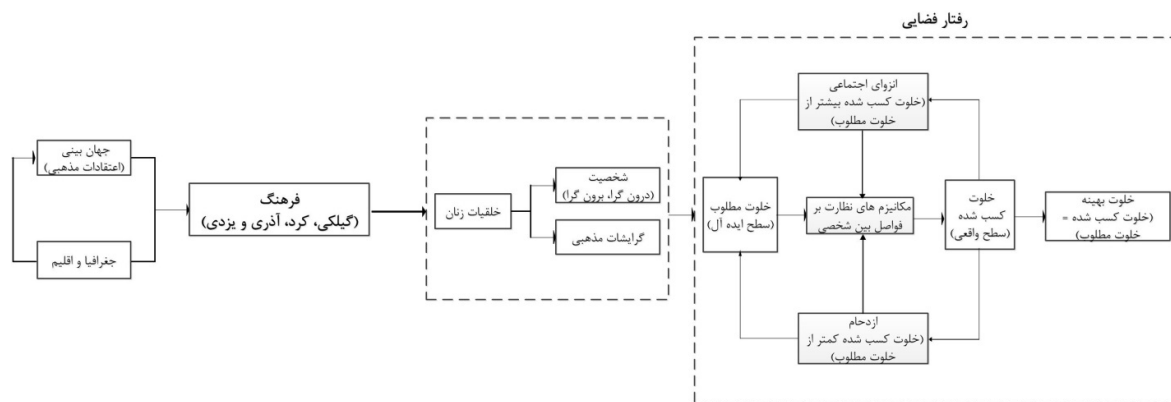 رفتار فضایی
جهان بینی
(اعتقادات مذهبی)
جغرافیا و اقلیم
فرهنگ
(گیلکی، کرد، آذری و یزدی)
خلقیات زنان
شخصیت
(درون گرا، برون گرا)
گرایشات مذهبی
انزوای اجتماعی
(خلوت کسب شده بیشتر از
خلوت مطلوب)
خلوت مطلوب
(سطح ایده آل)
مکانیزم های نظارت بر
فواصل بین شخصی
خلوت
کسب
شده
(سطح واقعی)
خلوت بهینه
(خلوت کسب شده =
خلوت مطلوب)
ازدحام
(خلوت کسب شده کمتر از
خلوت مطلوب)